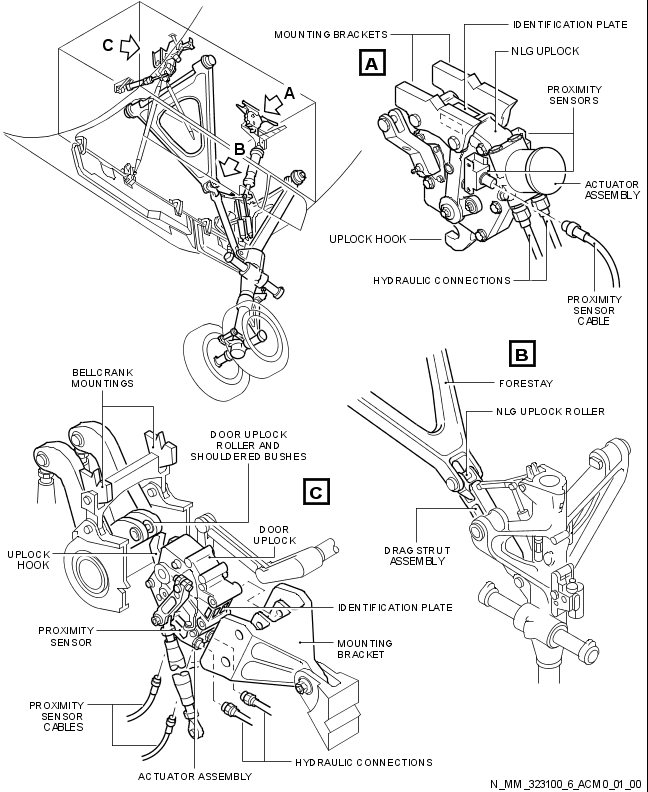 C
A
B
MOUNTING BRACKETS
A
IDENTIFICATION PLATE
NLG UPLOCK
PROXIMITY
SENSORS
ACTUATOR
ASSEMBLY
UPLOCK HOOK
HYDRAULIC CONNECTIONS
PROXIMITY
SENSOR
CABLE
B
FORESTAY
NLG UPLOCK ROLLER
DRAG STRUT
ASSEMBLY
BELLCRANK
MOUNTINGS
DOOR UPLOCK
ROLLER AND
SHOULDERED BUSHES
C
DOOR
UPLOCK
UPLOCK
HOOK
IDENTIFICATION PLATE
PROXIMITY
SENSOR
MOUNTING
BRACKET
PROXIMITY
SENSOR
CABLES
HYDRAULIC CONNECTIONS
ACTUATOR ASSEMBLY
N_MM_323100_6_ACM0_01_00